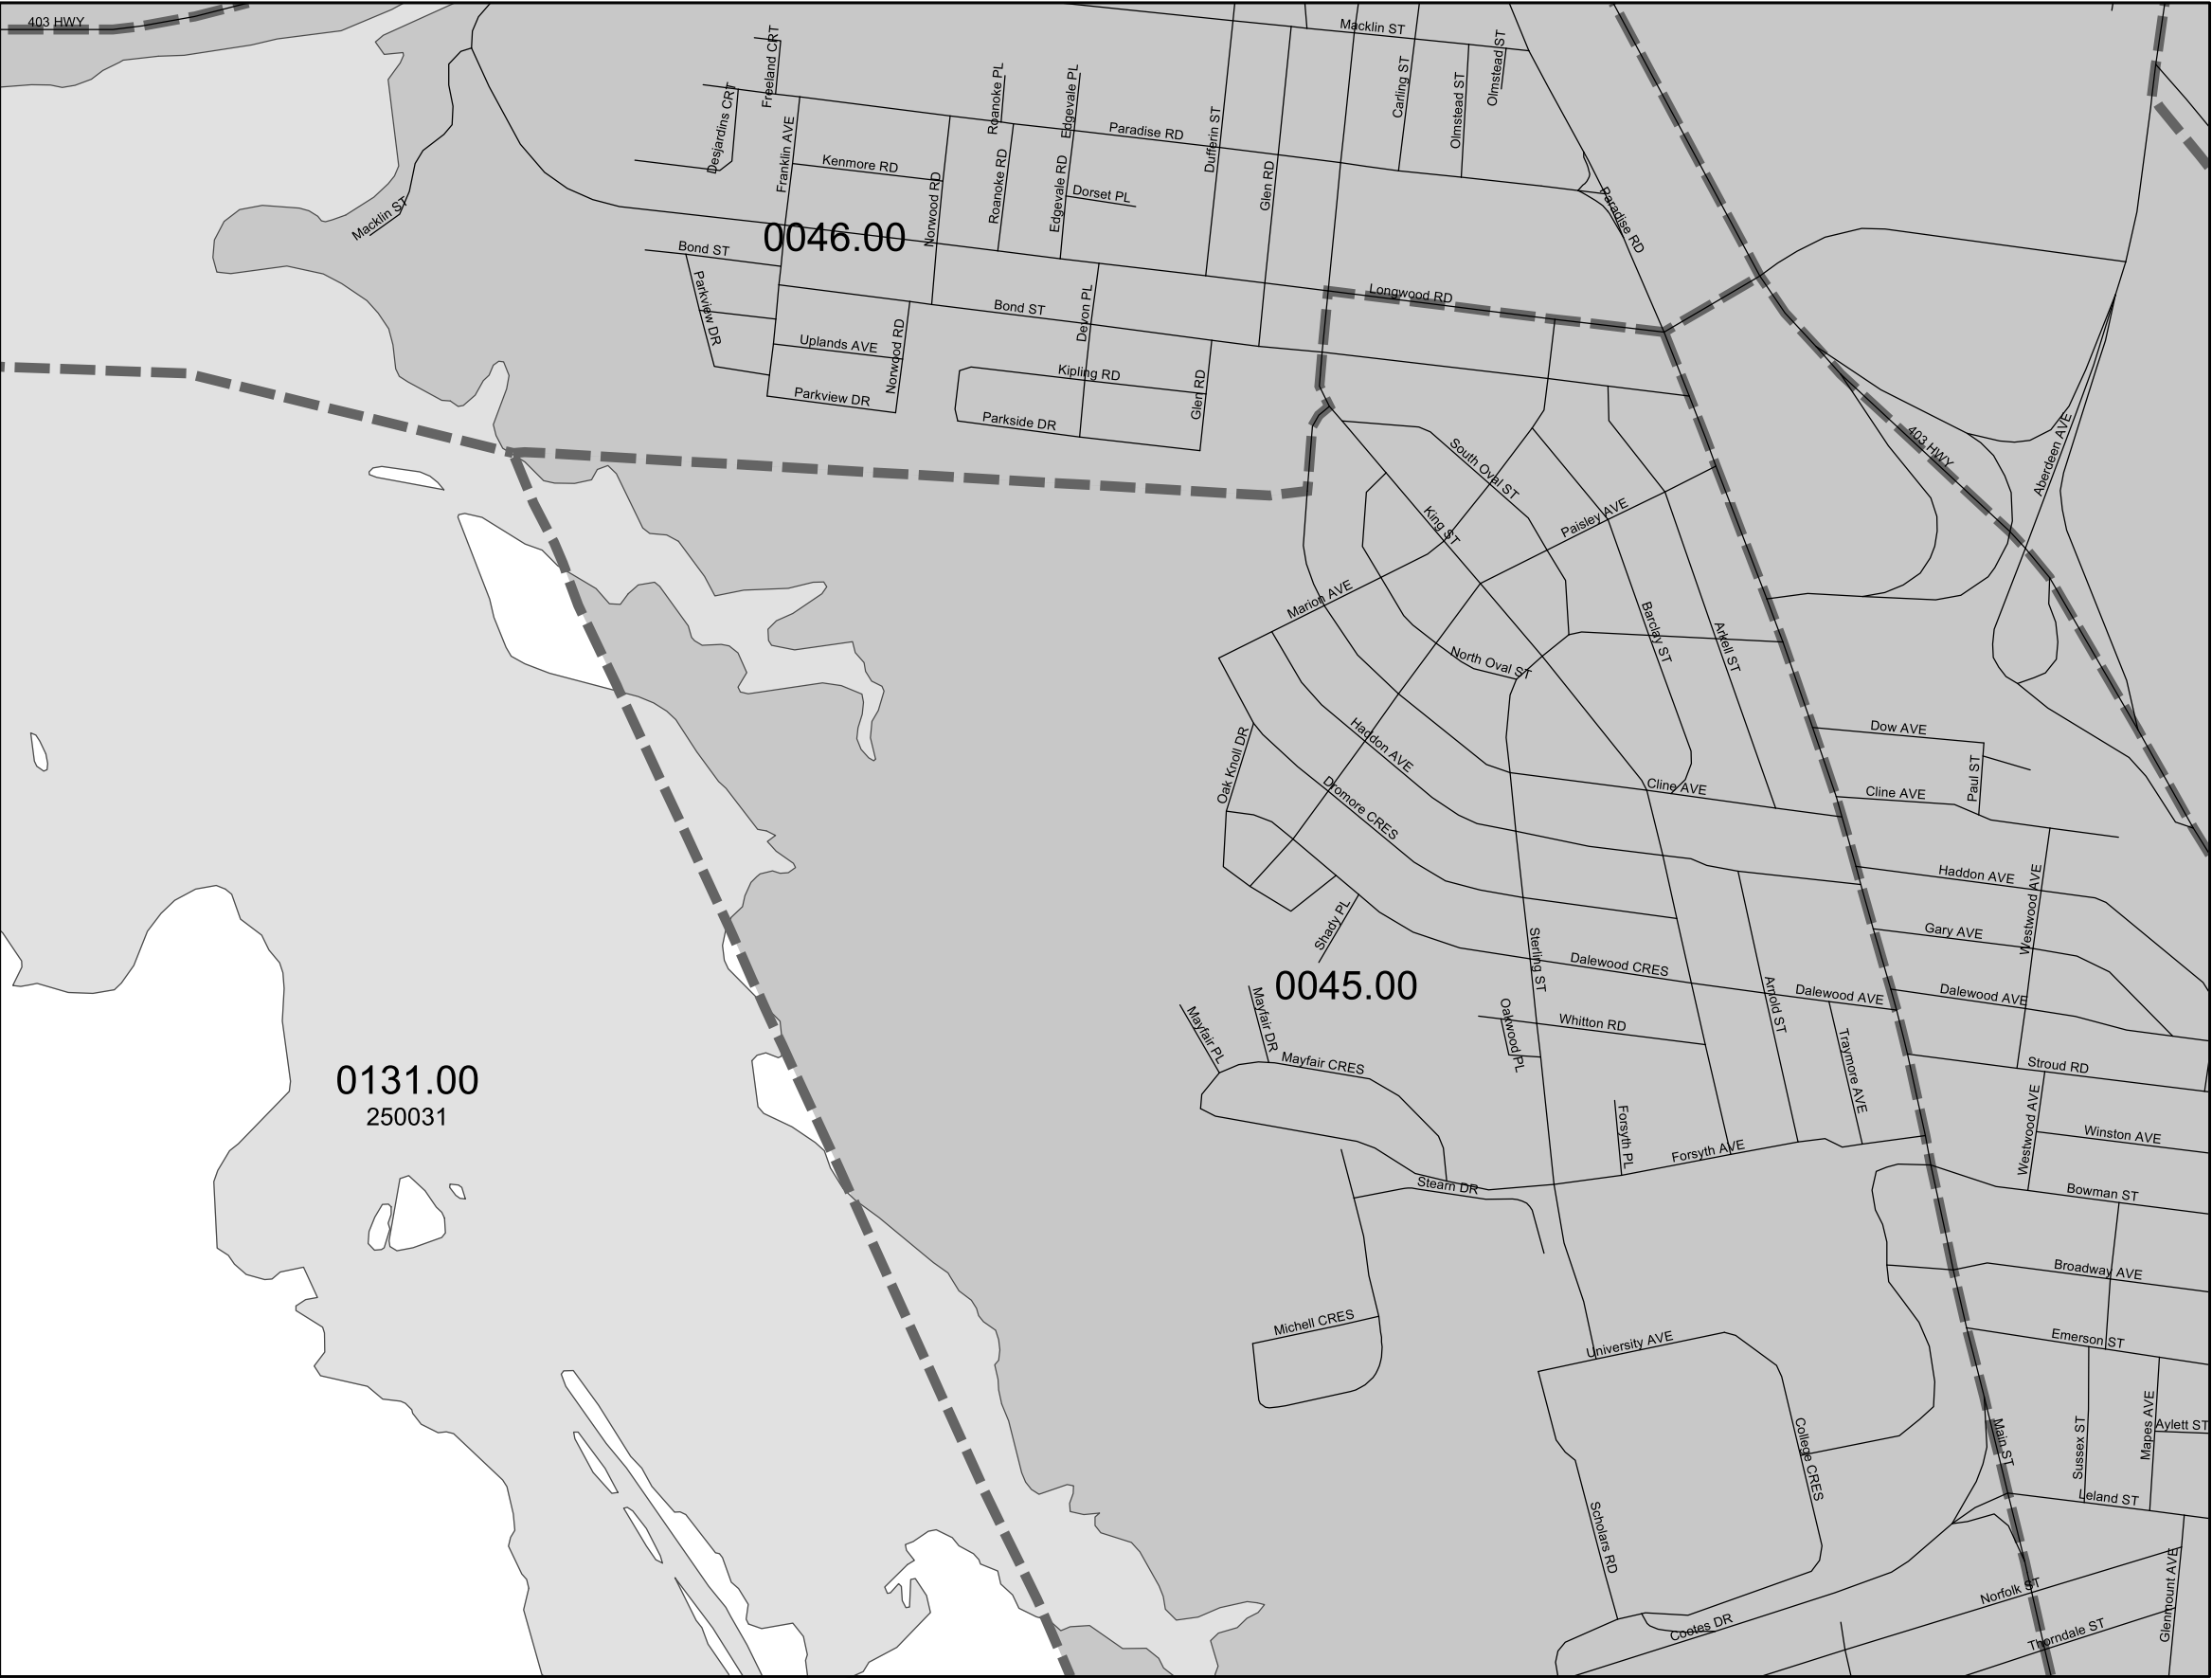 403 HWY
Macklin ST
Freeland CRT
Desjardins CRT
Franklin AVE
Kenmore RD
Norwood RD
Roanoke PL
Roanoke RD
Edgevale PL
Edgevale RD
Dorset PL
Paradise RD
Dufferin ST
Glen RD
Macklin ST
Carling ST
Olmstead ST
Olmstead ST
Paradise RD
Longwood RD
0046.00
Bond ST
Parkview DR
Uplands AVE
Norwood RD
Parkview DR
Bond ST
Devon PL
Kipling RD
Parkside DR
Glen RD
South Oval ST
King ST
Paisley AVE
Marion AVE
North Oval ST
Barclay ST
Arkell ST
403 HWY
Aberdeen AVE
Oak Knoll DR
Haddon AVE
Dromore CRES
Cline AVE
Dow AVE
Paul ST
Cline AVE
Haddon AVE
Westwood AVE
Gary AVE
Dalewood AVE
Shady PL
Sterling ST
Dalewood CRES
Dalewood AVE
0045.00
Mayfair PL
Mayfair DR
Mayfair CRES
Oakwood PL
Whitton RD
Arnold ST
Traymore AVE
Stroud RD
Westwood AVE
Winston AVE
0131.00
250031
Forsyth PL
Forsyth AVE
Stearn DR
Bowman ST
Broadway AVE
Michell CRES
University AVE
Emerson ST
College CRES
Main ST
Sussex ST
Mapes AVE
Aylett ST
Leland ST
Scholars RD
Cootes DR
Norfolk ST
Thorndale ST
Glenmount AVE